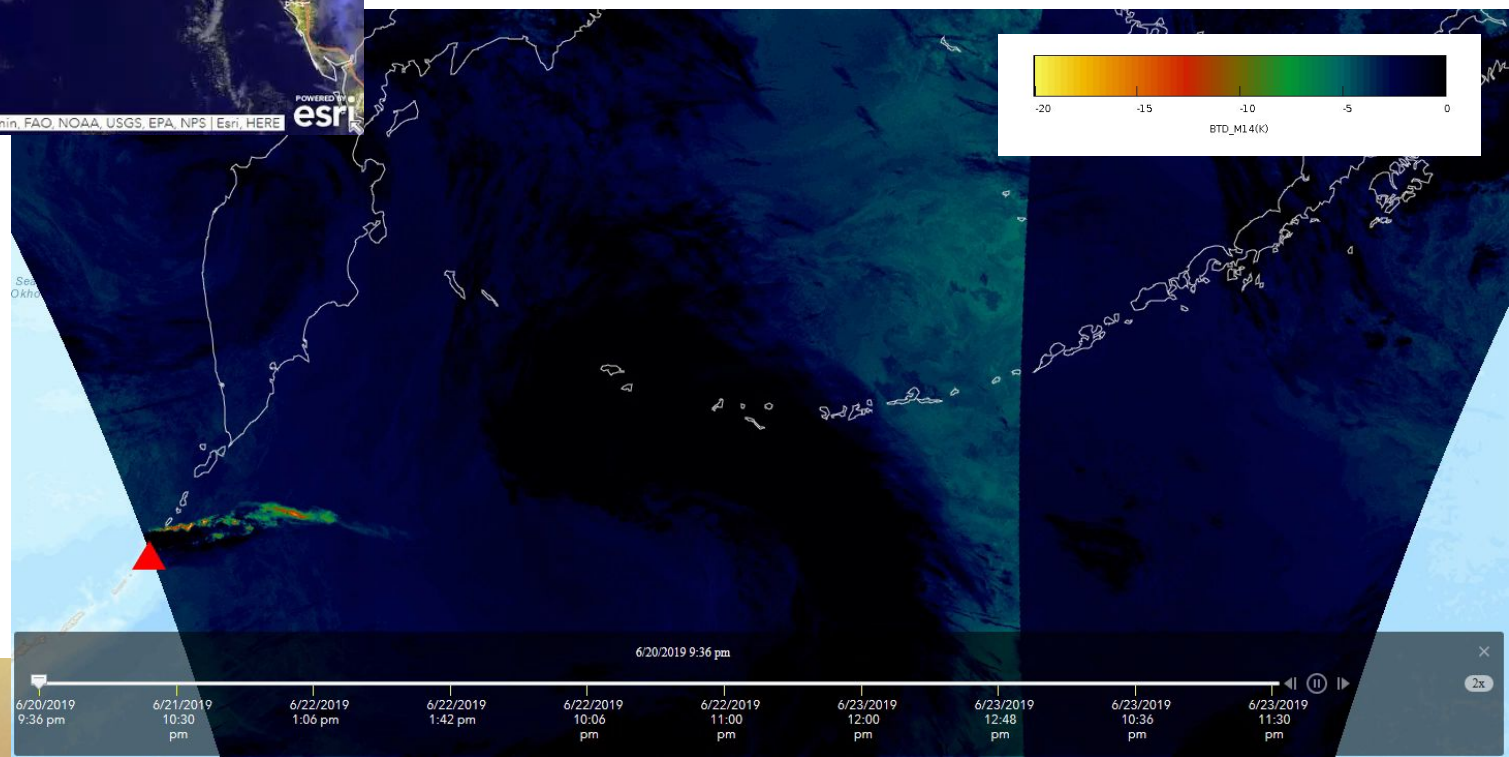 POWERED BY
esri
in, FAO, NOAA, USGS, EPA, NPS | Esri, HERE
-20 -15 -10 -5 0
BTD_M14(K)
Sea
Okho
6/20/2019 9:36 pm
2x
6/20/2019 6/21/2019 6/22/2019 6/22/2019 6/22/2019 6/22/2019 6/23/2019 6/23/2019 6/23/2019 6/23/2019
9:36 pm 10:30 1:06 pm 1:42 pm 10:06 11:00 12:00 12:48 10:36 11:30
pm pm pm pm pm pm pm